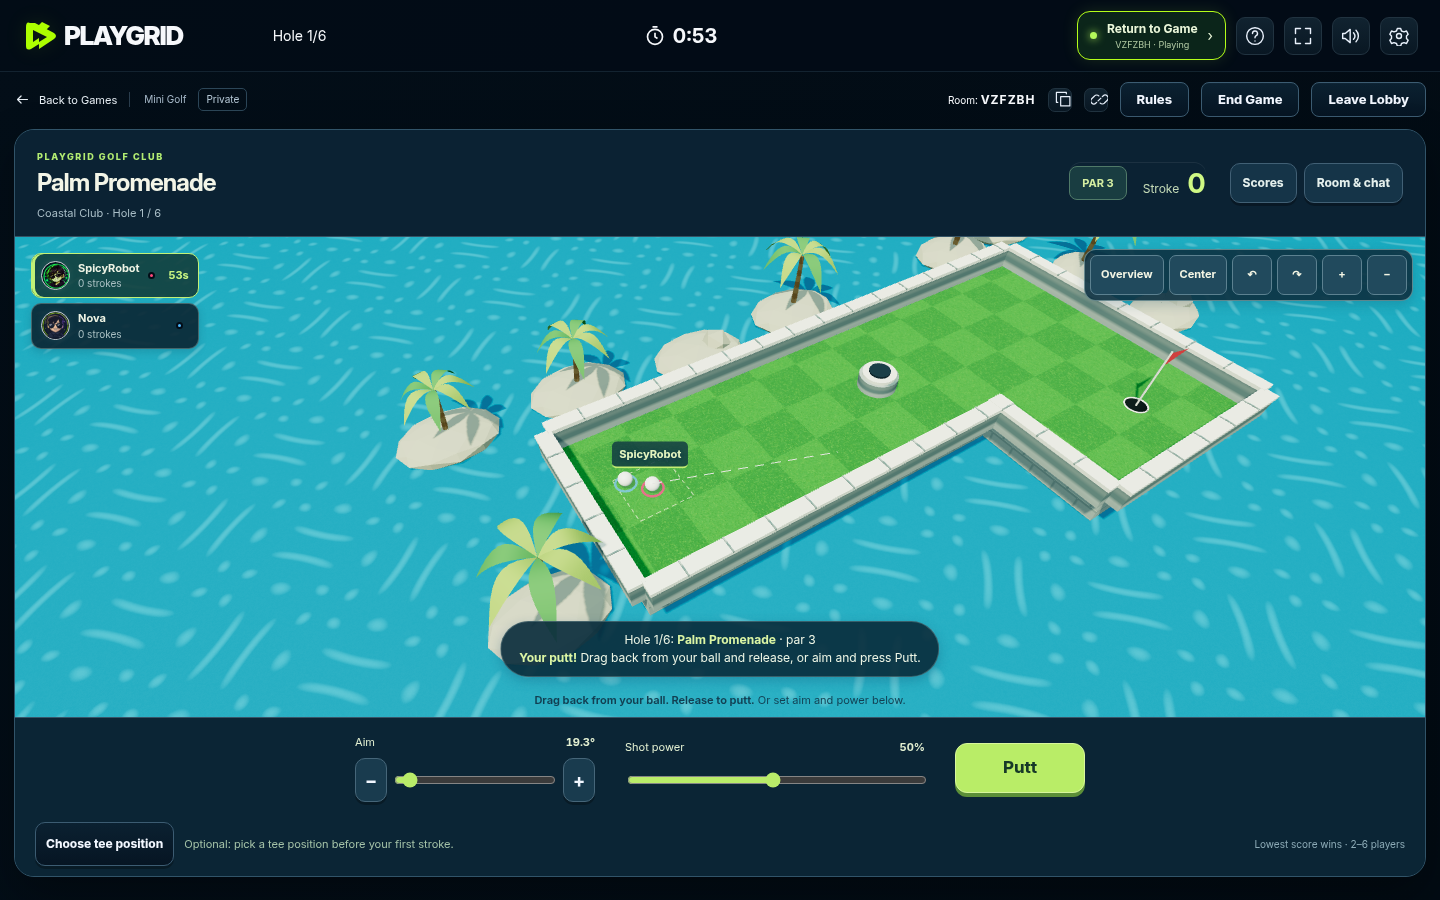 PLAYGRID
Hole 1/6
0:53
Return to Game
VZFZBH · Playing
Back to Games
Mini Golf
Private
Room: VZFZBH
Rules
End Game
Leave Lobby
PLAYGRID GOLF CLUB
Palm Promenade
Coastal Club · Hole 1 / 6
PAR 3
Stroke 0
Scores
Room & chat
SpicyRobot
0 strokes
53s
Nova
0 strokes
Overview
Center
SpicyRobot
Hole 1/6: Palm Promenade · par 3
Your putt! Drag back from your ball and release, or aim and press Putt.
Drag back from your ball. Release to putt. Or set aim and power below.
Aim
19.3°
Shot power
50%
Putt
Choose tee position
Optional: pick a tee position before your first stroke.
Lowest score wins · 2–6 players